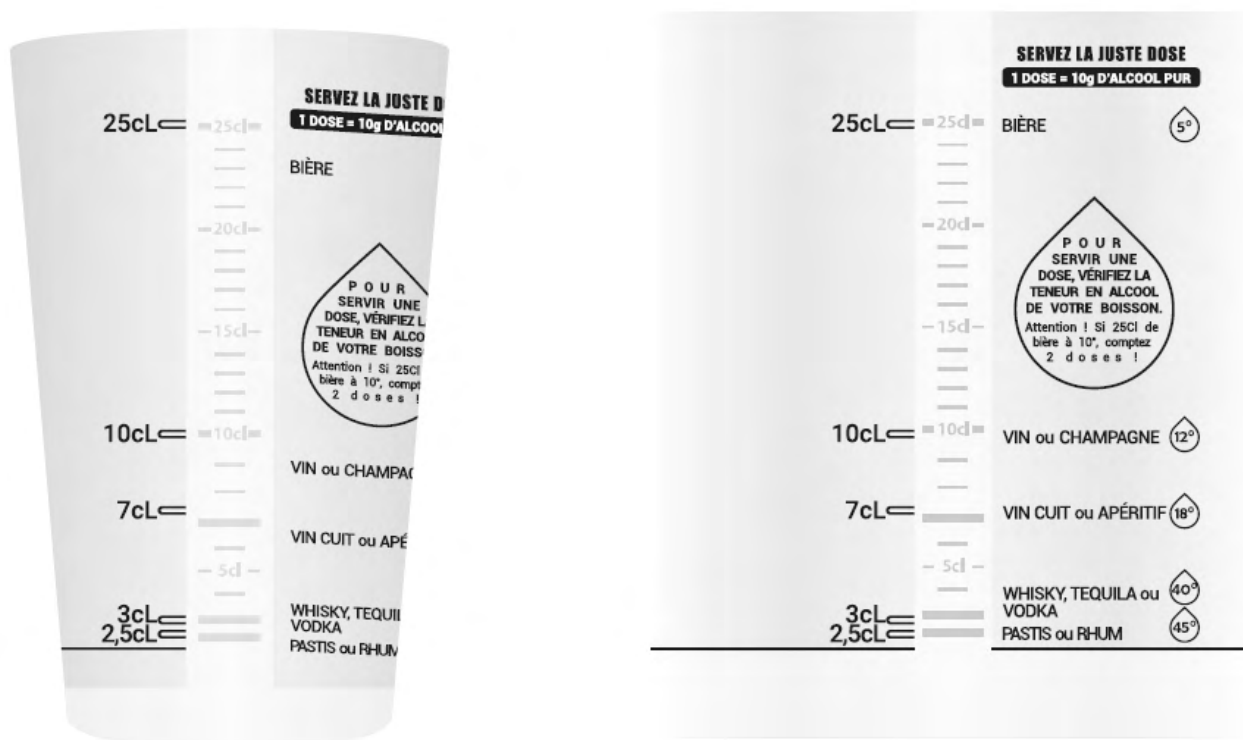 SERVEZ LA JUSTE D
1 DOSE = 10g D'ALCOOL
25cL
25cl
BIÈRE
20cl
POUR
SERVIR UNE
DOSE, VÉRIFIEZ L
TENEUR EN ALCO
DE VOTRE BOISS
Attention ! Si 25Cl
bière à 10°, compt
2 doses !
15cl
10cL
10cl
VIN ou CHAMPAG
7cL
VIN CUIT ou APÉ
5cl
3cL
WHISKY, TEQUIL
VODKA
2,5cL
PASTIS ou RHUM
SERVEZ LA JUSTE DOSE
1 DOSE = 10g D'ALCOOL PUR
25cL
25cl
BIÈRE
5°
20cl
POUR
SERVIR UNE
DOSE, VÉRIFIEZ LA
TENEUR EN ALCOOL
DE VOTRE BOISSON.
Attention ! Si 25Cl de
bière à 10°, comptez
2 doses !
15cl
10cL
10cl
VIN ou CHAMPAGNE
12°
7cL
VIN CUIT ou APÉRITIF
18°
5cl
3cL
WHISKY, TEQUILA ou
VODKA
40°
2,5cL
PASTIS ou RHUM
45°